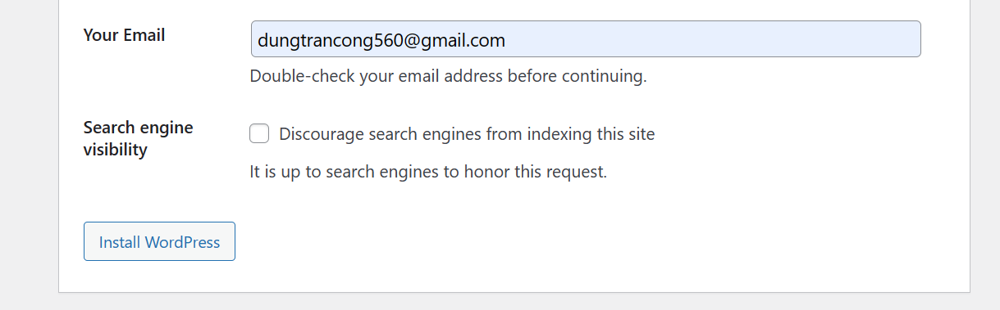 Your Email
dungtrancong560@gmail.com
Double-check your email address before continuing.
Search engine
visibility
Discourage search engines from indexing this site
It is up to search engines to honor this request.
Install WordPress